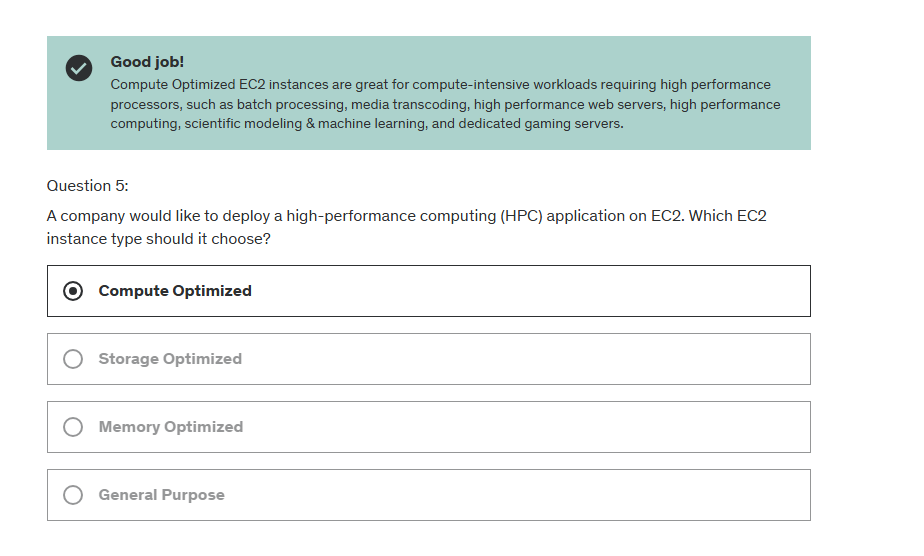 Good job!
Compute Optimized EC2 instances are great for compute-intensive workloads requiring high performance
processors, such as batch processing, media transcoding, high performance web servers, high performance
computing, scientific modeling & machine learning, and dedicated gaming servers.
Question 5:
A company would like to deploy a high-performance computing (HPC) application on EC2. Which EC2
instance type should it choose?
Compute Optimized
Storage Optimized
Memory Optimized
General Purpose